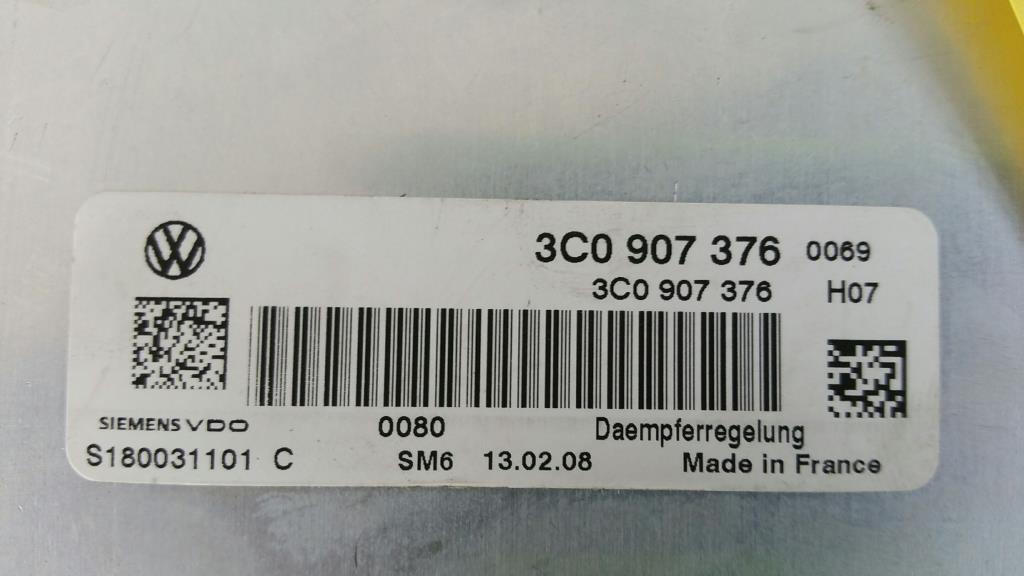 3C0 907 376 0069
3C0 907 376 H07
SIEMENS VDO 0080 Daempferregelung
S180031101 C SM6 13.02.08 Made in France